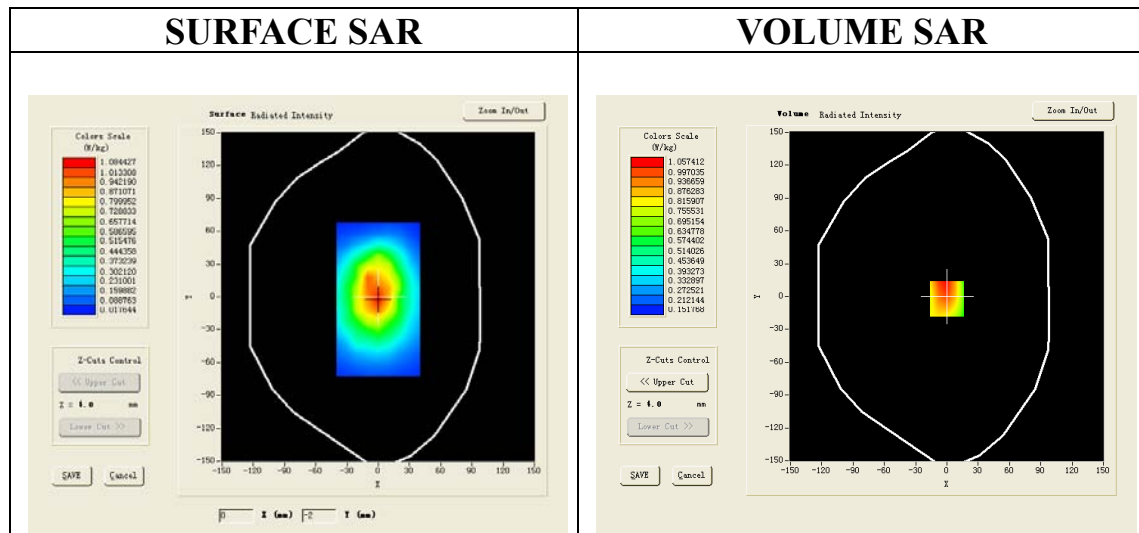 SURFACE SAR
VOLUME SAR
Surface Radiated Intensity
Zoom In/Out
Colors Scale
(W/kg)
1.084427
1.013308
0.942190
0.871071
0.799952
0.728833
0.657714
0.586595
0.515476
0.444358
0.373239
0.302120
0.231001
0.159882
0.088763
0.017644
150
120
90
60
30
0
-30
-60
-90
-120
-150
Y
-150 -120 -90 -60 -30 0 30 60 90 120 150
X
Z-Cuts Control
<< Upper Cut
Z = 4.0 mm
Lower Cut >>
SAVE Cancel
0 X (mm) -2 Y (mm)
Volume Radiated Intensity
Zoom In/Out
Colors Scale
(W/kg)
1.057412
0.997035
0.936659
0.876283
0.815907
0.755531
0.695154
0.634778
0.574402
0.514026
0.453649
0.393273
0.332897
0.272521
0.212144
0.151768
150
120
90
60
30
0
-30
-60
-90
-120
-150
Y
-150 -120 -90 -60 -30 0 30 60 90 120 150
X
Z-Cuts Control
<< Upper Cut
Z = 4.0 mm
Lower Cut >>
SAVE Cancel